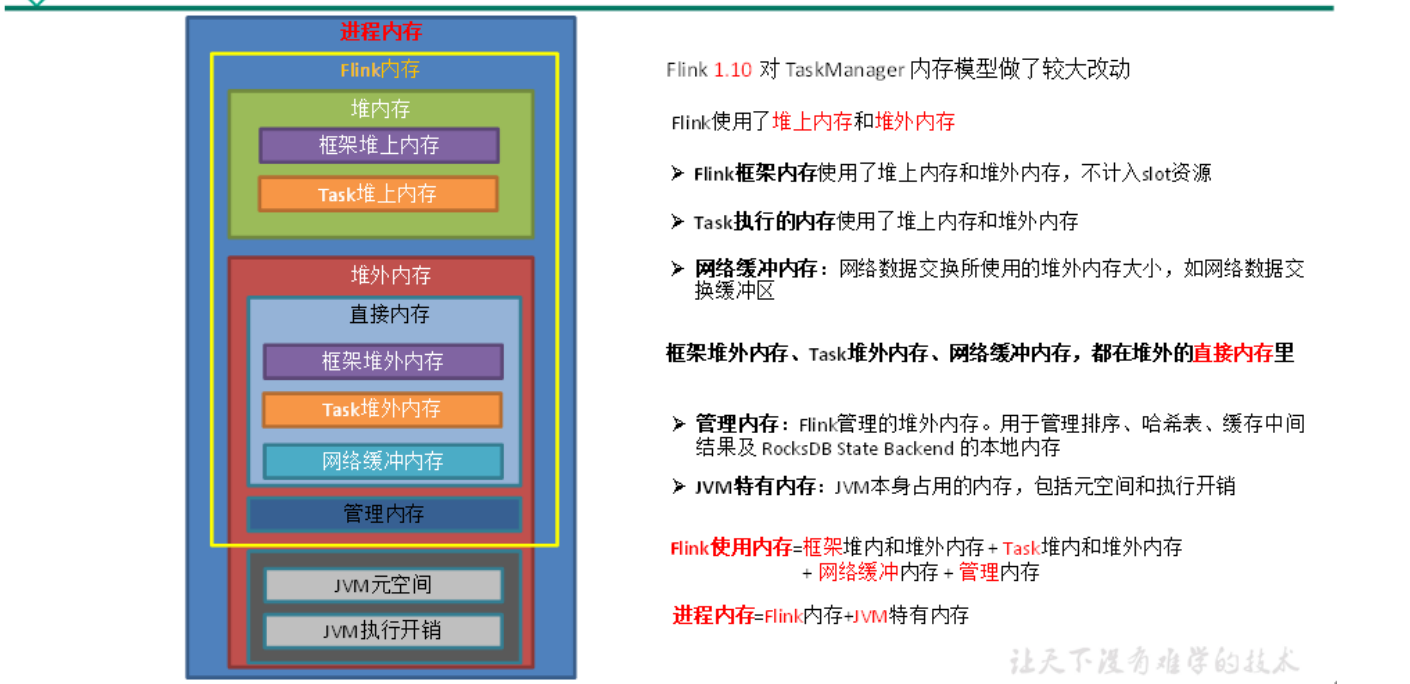 进程内存
Flink内存
堆内存
框架堆上内存
Task堆上内存
堆外内存
直接内存
框架堆外内存
Task堆外内存
网络缓冲内存
管理内存
JVM元空间
JVM执行开销
Flink 1.10 对 TaskManager 内存模型做了较大改动
Flink使用了堆上内存和堆外内存
➢ Flink框架内存使用了堆上内存和堆外内存，不计入slot资源
➢ Task执行的内存使用了堆上内存和堆外内存
➢ 网络缓冲内存：网络数据交换所使用的堆外内存大小，如网络数据交
换缓冲区
框架堆外内存、Task堆外内存、网络缓冲内存，都在堆外的直接内存里
➢ 管理内存：Flink管理的堆外内存。用于管理排序、哈希表、缓存中间
结果及 RocksDB State Backend 的本地内存
➢ JVM特有内存：JVM本身占用的内存，包括元空间和执行开销
Flink使用内存=框架堆内和堆外内存 + Task堆内和堆外内存
+ 网络缓冲内存 + 管理内存
进程内存=Flink内存+JVM特有内存
让天下没有难学的技术